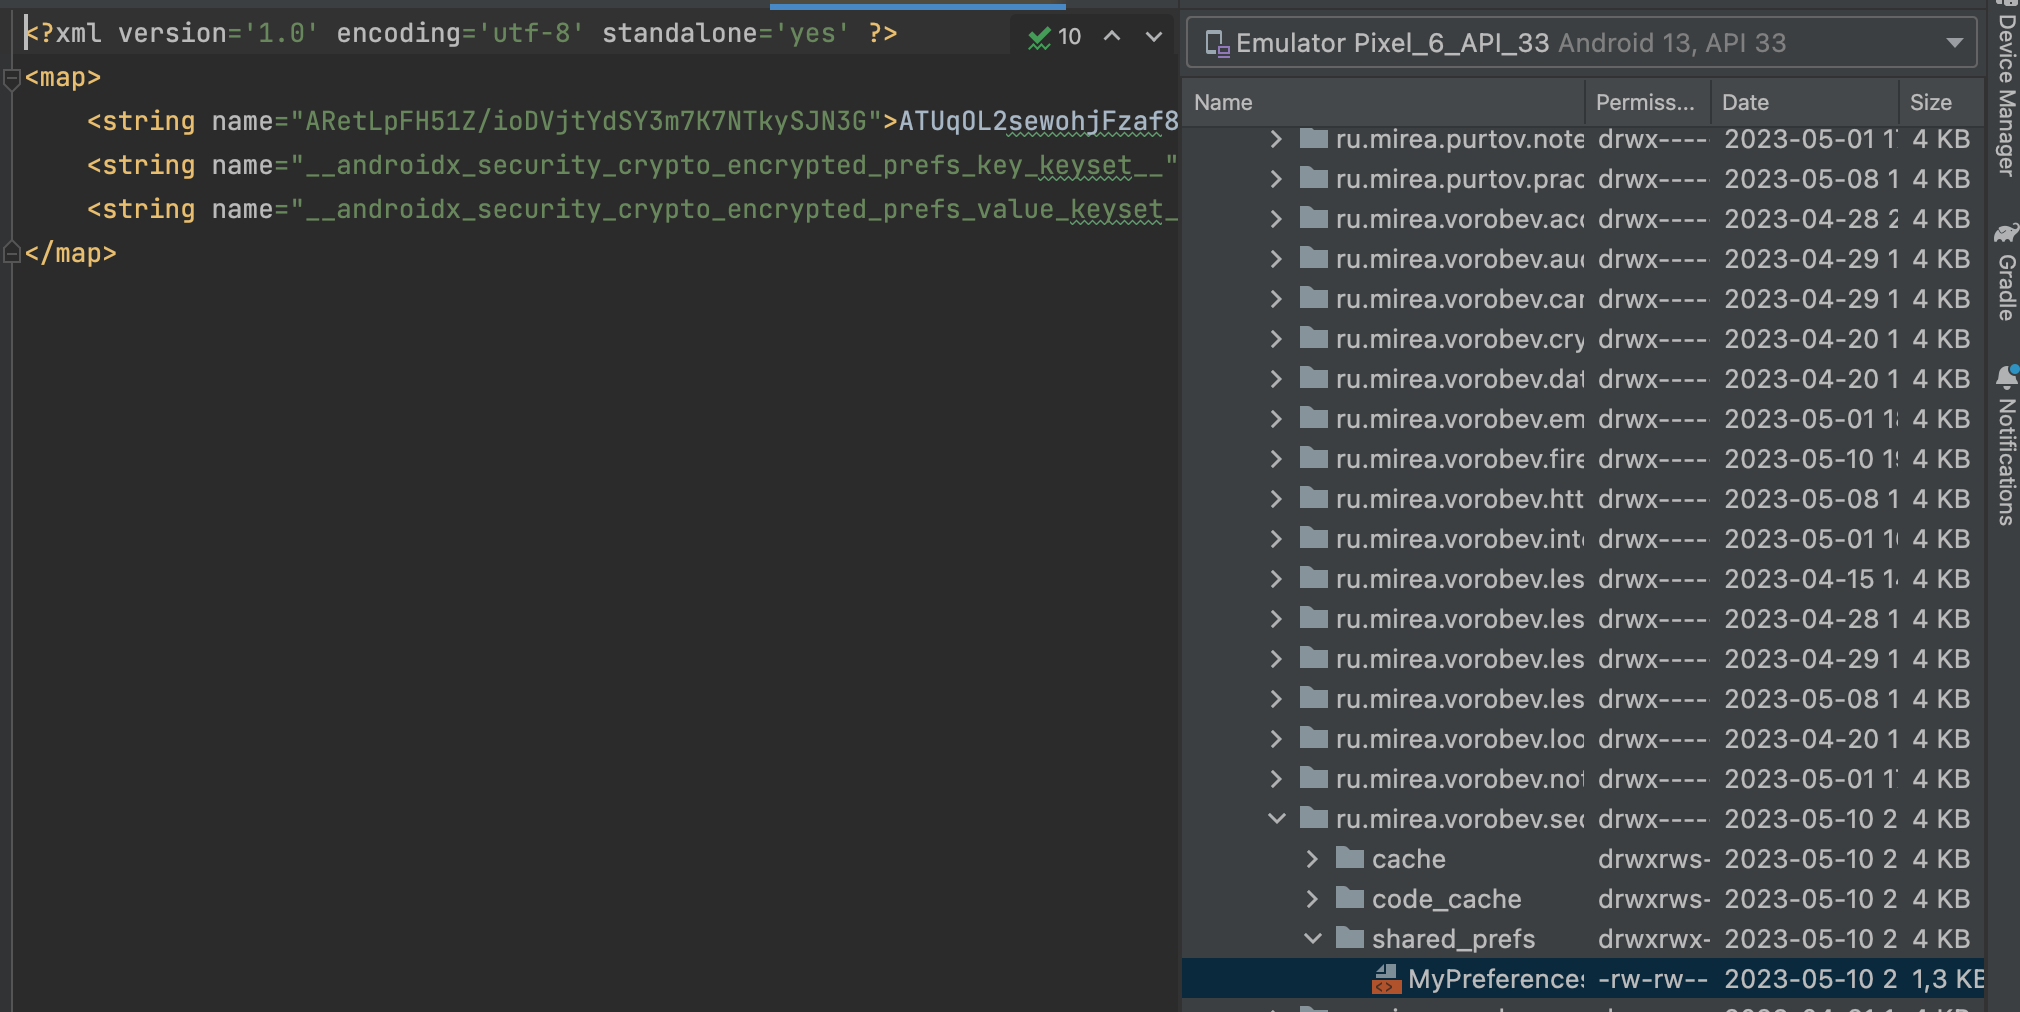 <?xml version='1.0' encoding='utf-8' standalone='yes' ?>
10
<map>
<string name="ARetLpFH51Z/ioDVjtYdSY3m7K7NTkySJN3G">ATUqOL2sewohjFzaf8
<string name="__androidx_security_crypto_encrypted_prefs_key_keyset__"
<string name="__androidx_security_crypto_encrypted_prefs_value_keyset_
</map>
Emulator Pixel_6_API_33 Android 13, API 33
Name Permiss... Date Size
ru.mirea.purtov.note drwx----- 2023-05-01 1 4 KB
ru.mirea.purtov.prac drwx----- 2023-05-08 1 4 KB
ru.mirea.vorobev.acc drwx----- 2023-04-28 2 4 KB
ru.mirea.vorobev.auc drwx----- 2023-04-29 1 4 KB
ru.mirea.vorobev.car drwx----- 2023-04-29 1 4 KB
ru.mirea.vorobev.cry drwx----- 2023-04-20 1 4 KB
ru.mirea.vorobev.dat drwx----- 2023-04-20 1 4 KB
ru.mirea.vorobev.em drwx----- 2023-05-01 18 4 KB
ru.mirea.vorobev.fire drwx----- 2023-05-10 19 4 KB
ru.mirea.vorobev.htt drwx----- 2023-05-08 1 4 KB
ru.mirea.vorobev.inte drwx----- 2023-05-01 16 4 KB
ru.mirea.vorobev.les drwx----- 2023-04-15 14 4 KB
ru.mirea.vorobev.les drwx----- 2023-04-28 1 4 KB
ru.mirea.vorobev.les drwx----- 2023-04-29 1 4 KB
ru.mirea.vorobev.les drwx----- 2023-05-08 1 4 KB
ru.mirea.vorobev.loo drwx----- 2023-04-20 1 4 KB
ru.mirea.vorobev.not drwx----- 2023-05-01 17 4 KB
ru.mirea.vorobev.sec drwx----- 2023-05-10 2 4 KB
cache drwxrws- 2023-05-10 2 4 KB
code_cache drwxrws- 2023-05-10 2 4 KB
shared_prefs drwxrwx- 2023-05-10 2 4 KB
MyPreferences -rw-rw-- 2023-05-10 2 1,3 KB
Device Manager
Gradle
Notifications